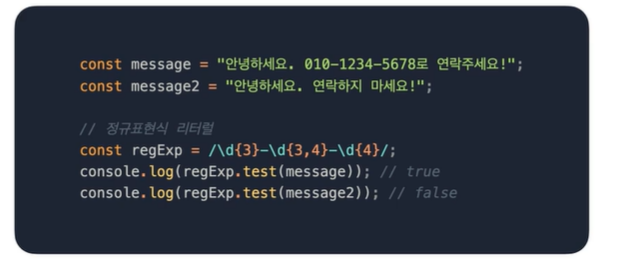 const message = "안녕하세요. 010-1234-5678로 연락주세요!";
const message2 = "안녕하세요. 연락하지 마세요!";
// 정규표현식 리터럴
const regExp = /\d{3}-\d{3,4}-\d{4}/;
console.log(regExp.test(message)); // true
console.log(regExp.test(message2)); // false